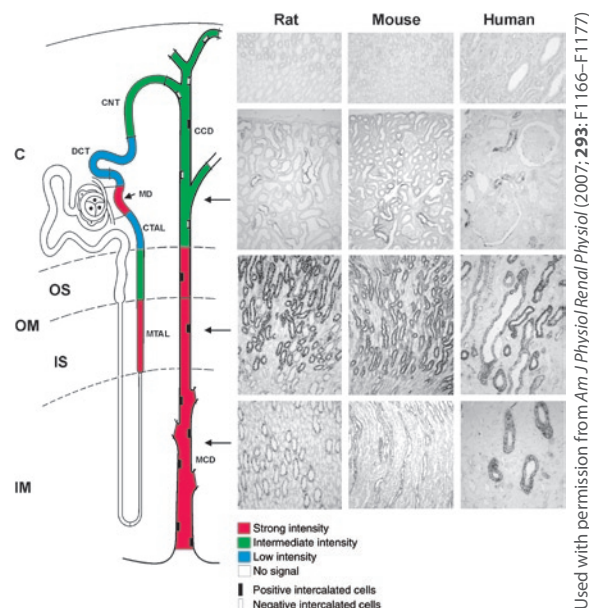 Rat
Mouse
Human
CNT
CCD
C
DCT
MD
CTAL
OS
OM
MTAL
IS
MCD
IM
Strong intensity
Intermediate intensity
Low intensity
No signal
Positive intercalated cells
Negative intercalated cells
Used with permission from Am J Physiol Renal Physiol (2007; 293: F1166–F1177)